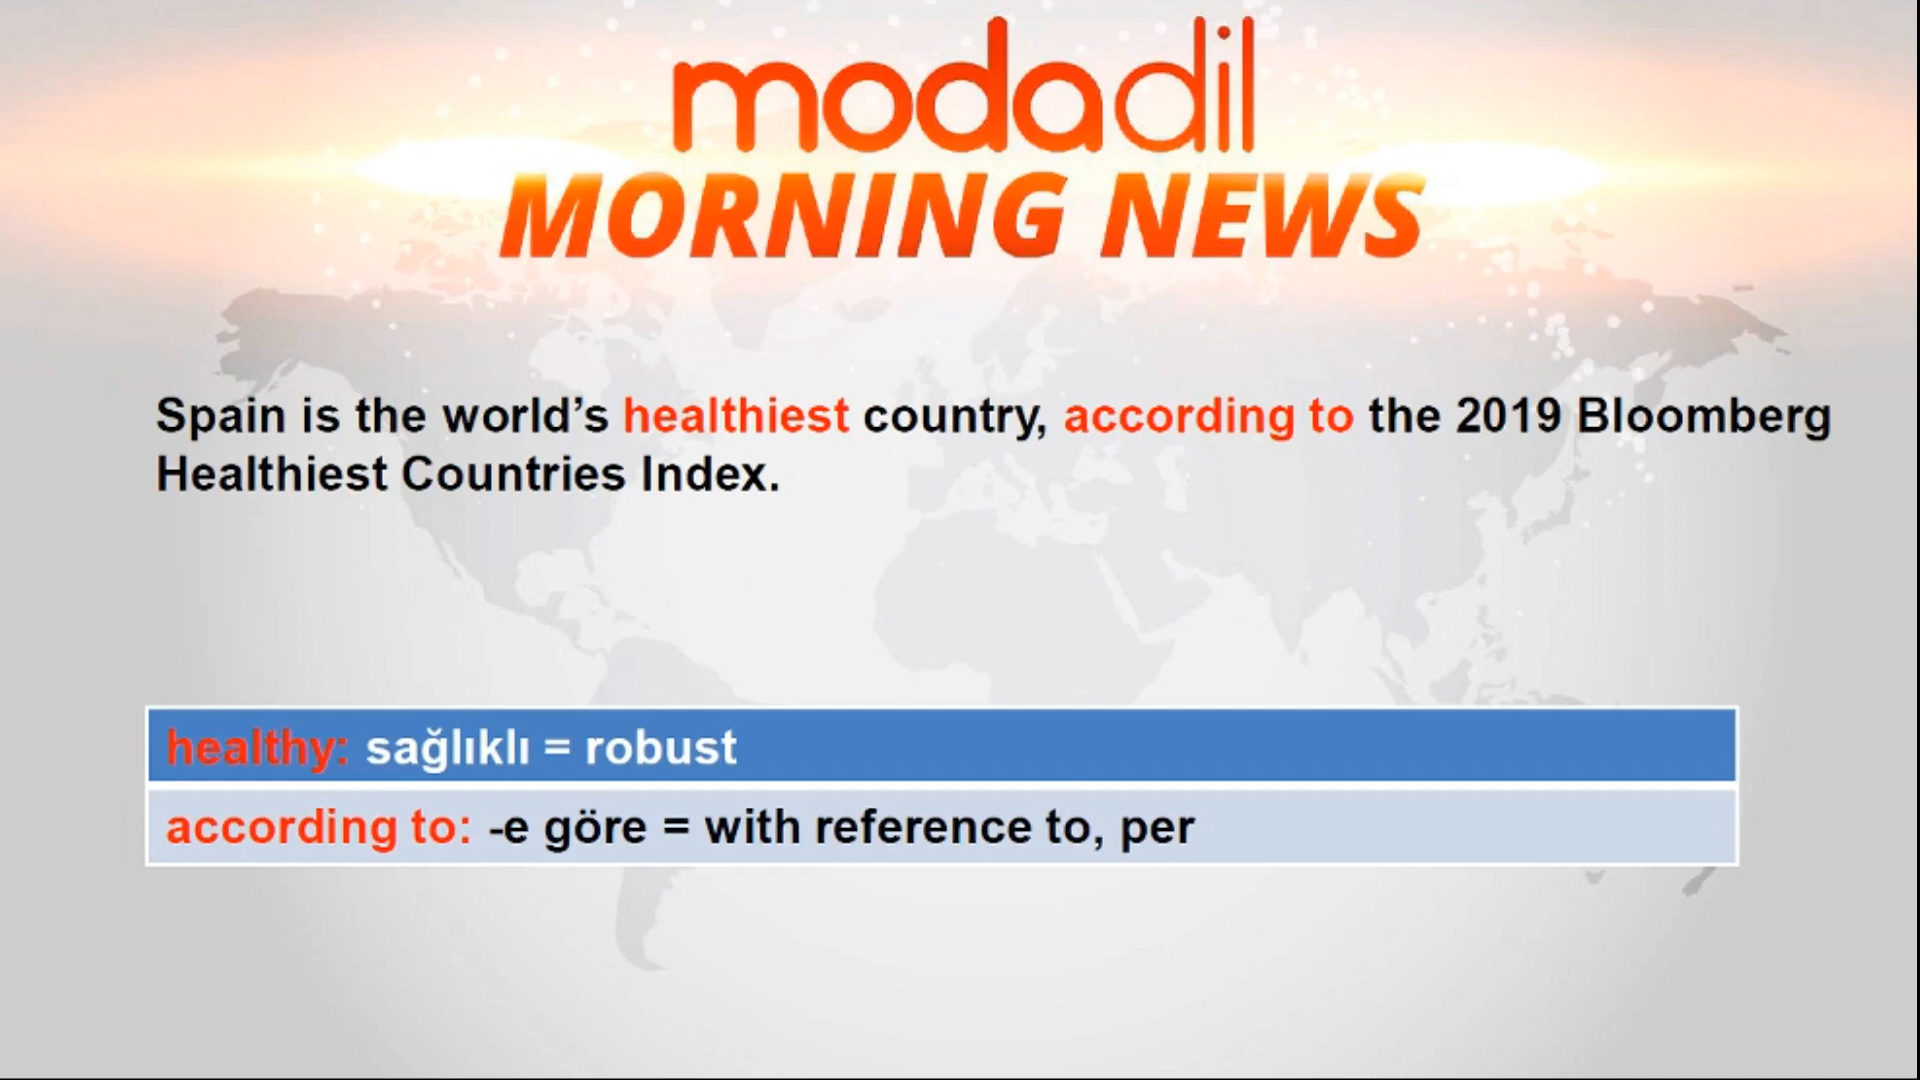 modadil
MORNING NEWS
Spain is the world’s healthiest country, according to the 2019 Bloomberg
Healthiest Countries Index.
healthy: sağlıklı = robust
according to: -e göre = with reference to, per